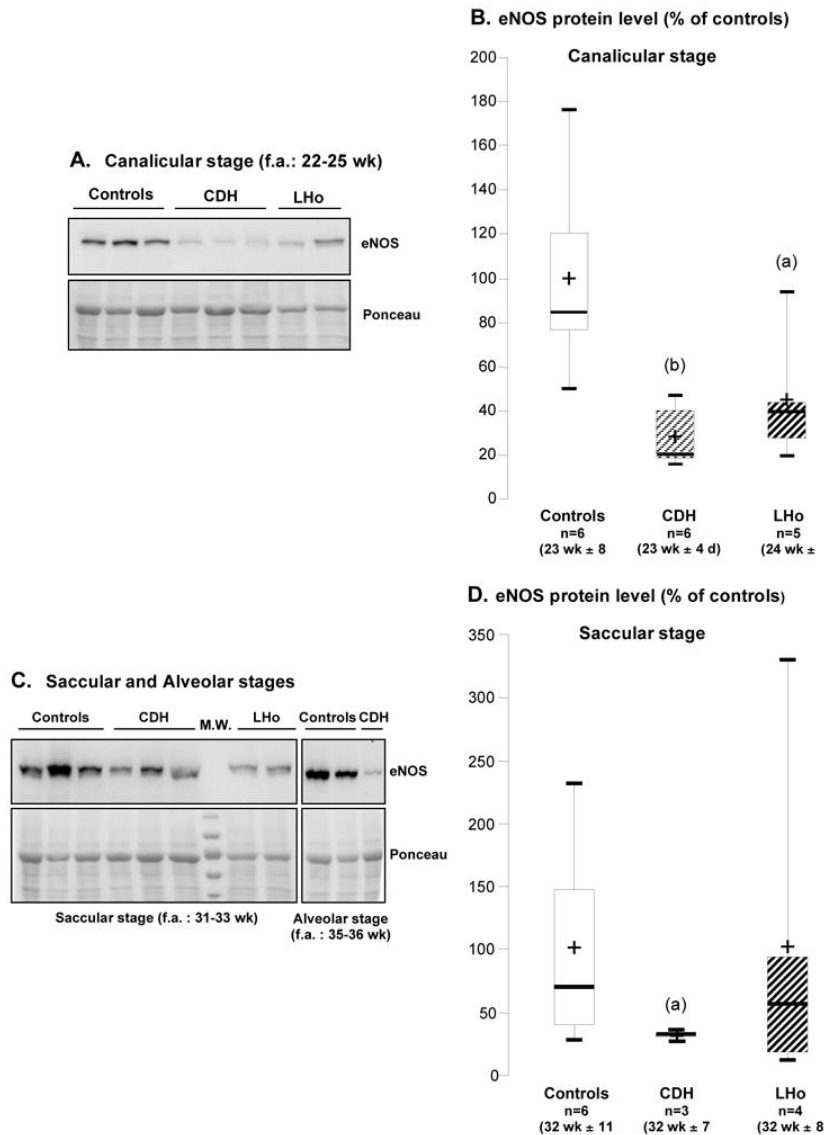 A. Canalicular stage (f.a.: 22-25 wk)
Controls CDH LHo
eNOS
Ponceau
B. eNOS protein level (% of controls)
Canalicular stage
200
180
160
140
120
100
80
60
40
20
0
(a)
(b)
Controls CDH LHo
n=6 n=6 n=5
(23 wk ± 8 (23 wk ± 4 d) (24 wk ±
C. Saccular and Alveolar stages
Controls CDH M.W. LHo Controls CDH
eNOS
Ponceau
Saccular stage (f.a. : 31-33 wk) Alveolar stage
(f.a. : 35-36 wk)
D. eNOS protein level (% of controls)
Saccular stage
350
300
250
200
150
100
50
0
(a)
Controls CDH LHo
n=6 n=3 n=4
(32 wk ± 11 (32 wk ± 7 (32 wk ± 8